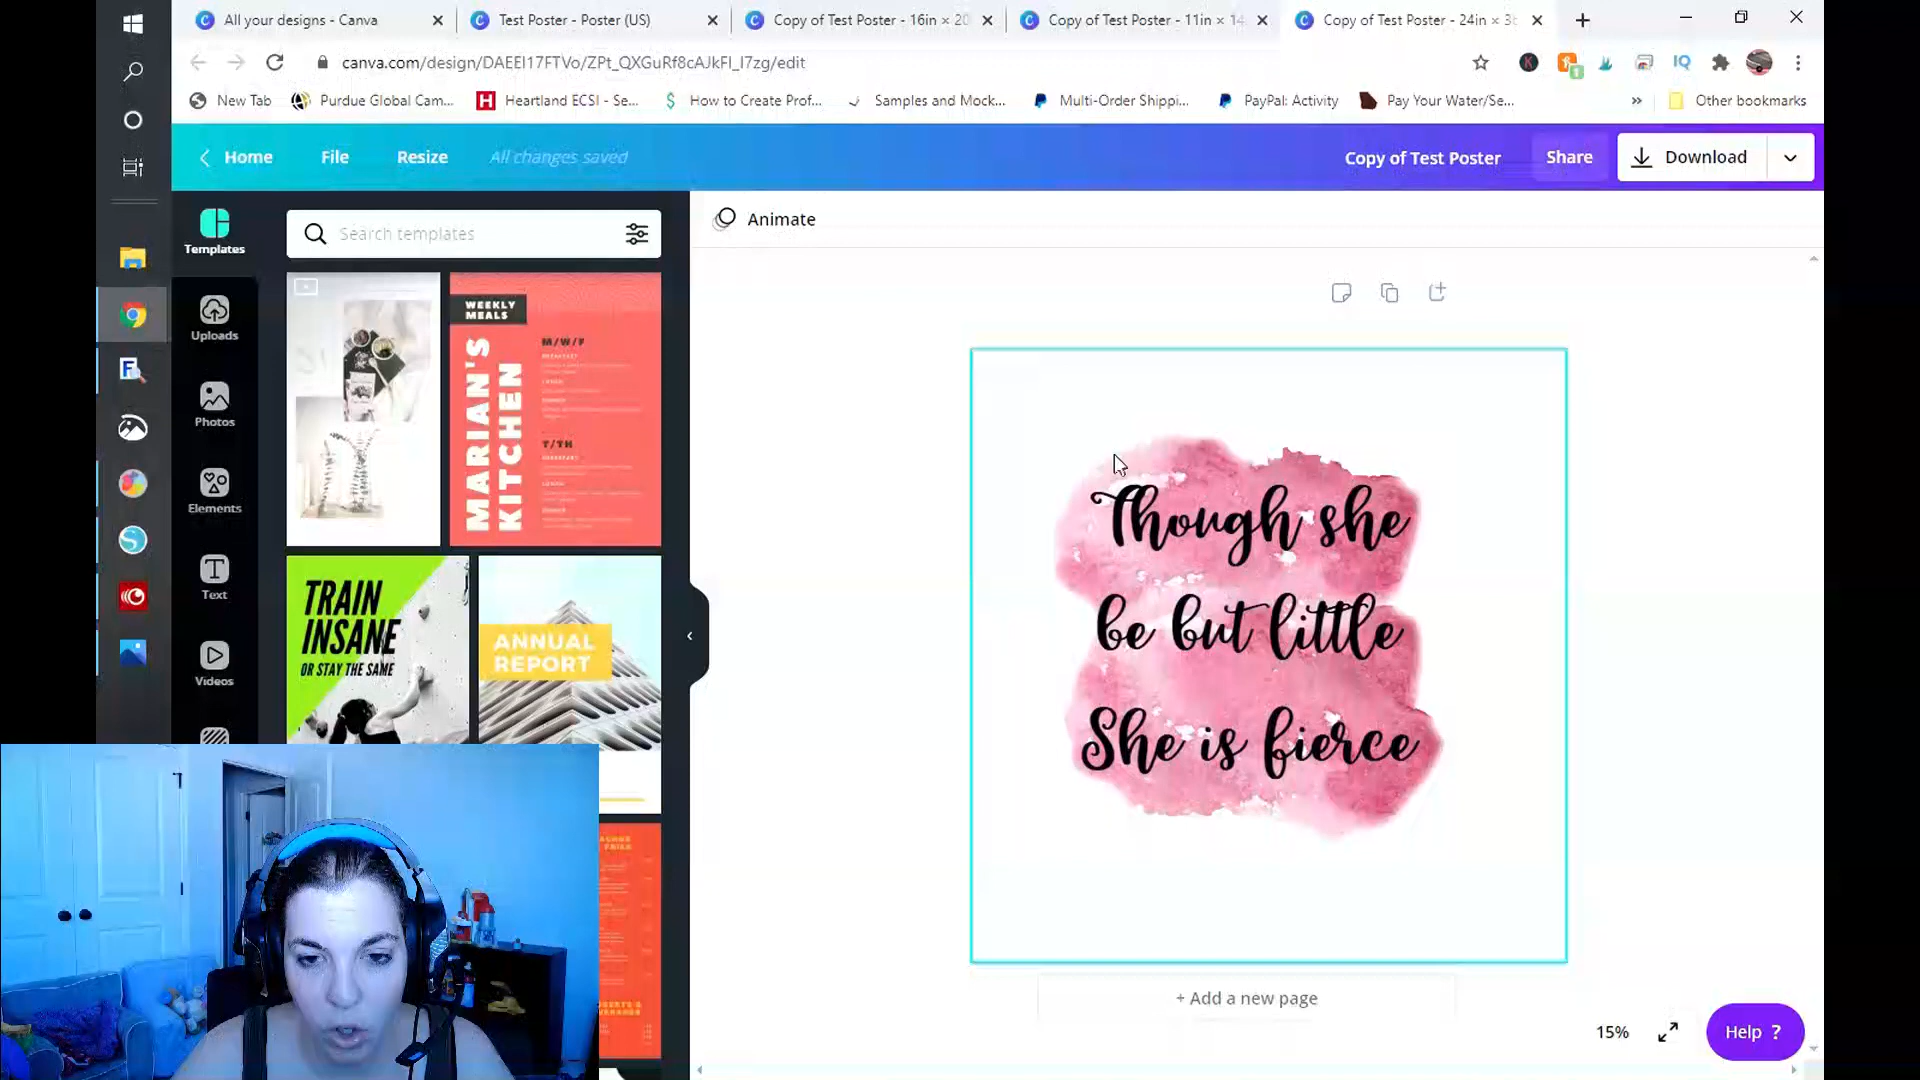 All your designs - Canva
Test Poster - Poster (US)
Copy of Test Poster - 16in × 20
Copy of Test Poster - 11in × 14
Copy of Test Poster - 24in × 3
canva.com/design/DAEEI17FTVo/ZPt_QXGuRf8cAJkFI_I7zg/edit
New Tab
Purdue Global Cam...
Heartland ECSI - Se...
How to Create Prof...
Samples and Mock...
Multi-Order Shippi...
PayPal: Activity
Pay Your Water/Se...
Other bookmarks
Home
File
Resize
All changes saved
Copy of Test Poster
Share
Download
Templates
Search templates
Animate
Uploads
Photos
Elements
Text
Videos
WEEKLY
MEALS
MARIAN'S
KITCHEN
M/W/F
T/TH
TRAIN
INSANE
OR STAY THE SAME
ANNUAL
REPORT
Though she
be but little
She is fierce
+ Add a new page
15%
Help ?